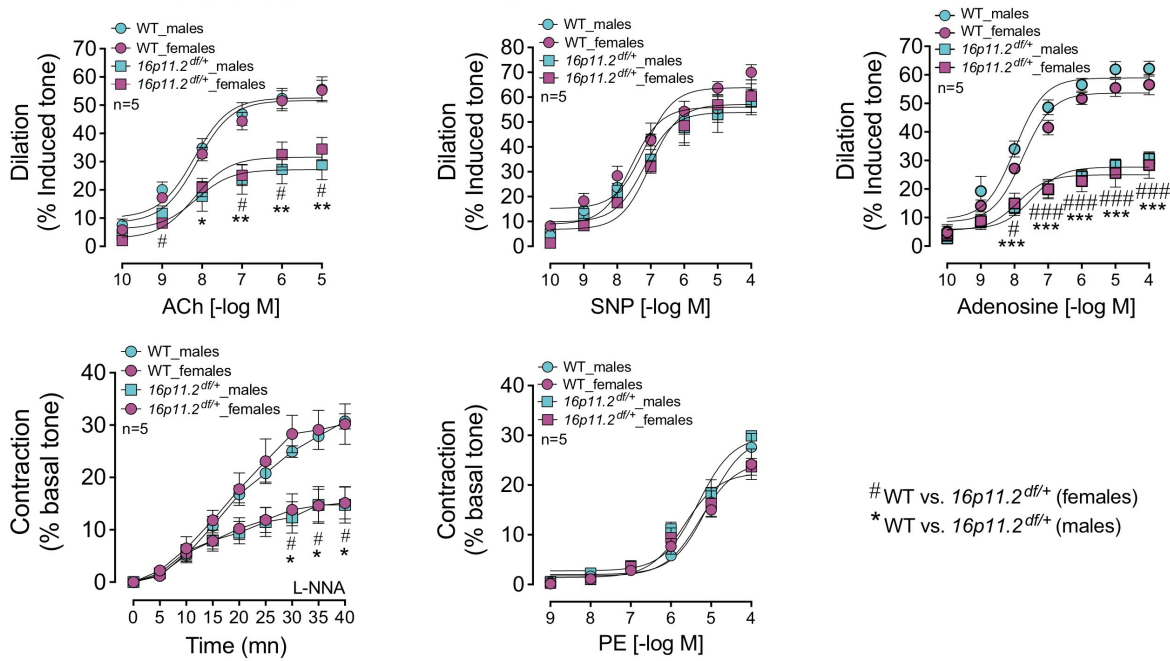 WT_males
WT_females
16p11.2df/+_males
16p11.2df/+_females
n=5
Dilation
(% Induced tone)
70
60
50
40
30
20
10
0
#
*
#
**
#
**
#
**
#
10 9 8 7 6 5
ACh [-log M]
WT_males
WT_females
16p11.2df/+_males
16p11.2df/+_females
n=5
Dilation
(% Induced tone)
80
70
60
50
40
30
20
10
0
10 9 8 7 6 5 4
SNP [-log M]
WT_males
WT_females
16p11.2df/+_males
16p11.2df/+_females
n=5
Dilation
(% Induced tone)
70
60
50
40
30
20
10
0
#
***
###
***
###
***
###
***
###
***
10 9 8 7 6 5 4
Adenosine [-log M]
WT_males
WT_females
16p11.2df/+_males
16p11.2df/+_females
n=5
Contraction
(% basal tone)
40
30
20
10
0
# # #
* * *
L-NNA
0 5 10 15 20 25 30 35 40
Time (mn)
WT_males
WT_females
16p11.2df/+_males
16p11.2df/+_females
n=5
Contraction
(% basal tone)
40
30
20
10
0
9 8 7 6 5 4
PE [-log M]
# WT vs. 16p11.2df/+ (females)
* WT vs. 16p11.2df/+ (males)